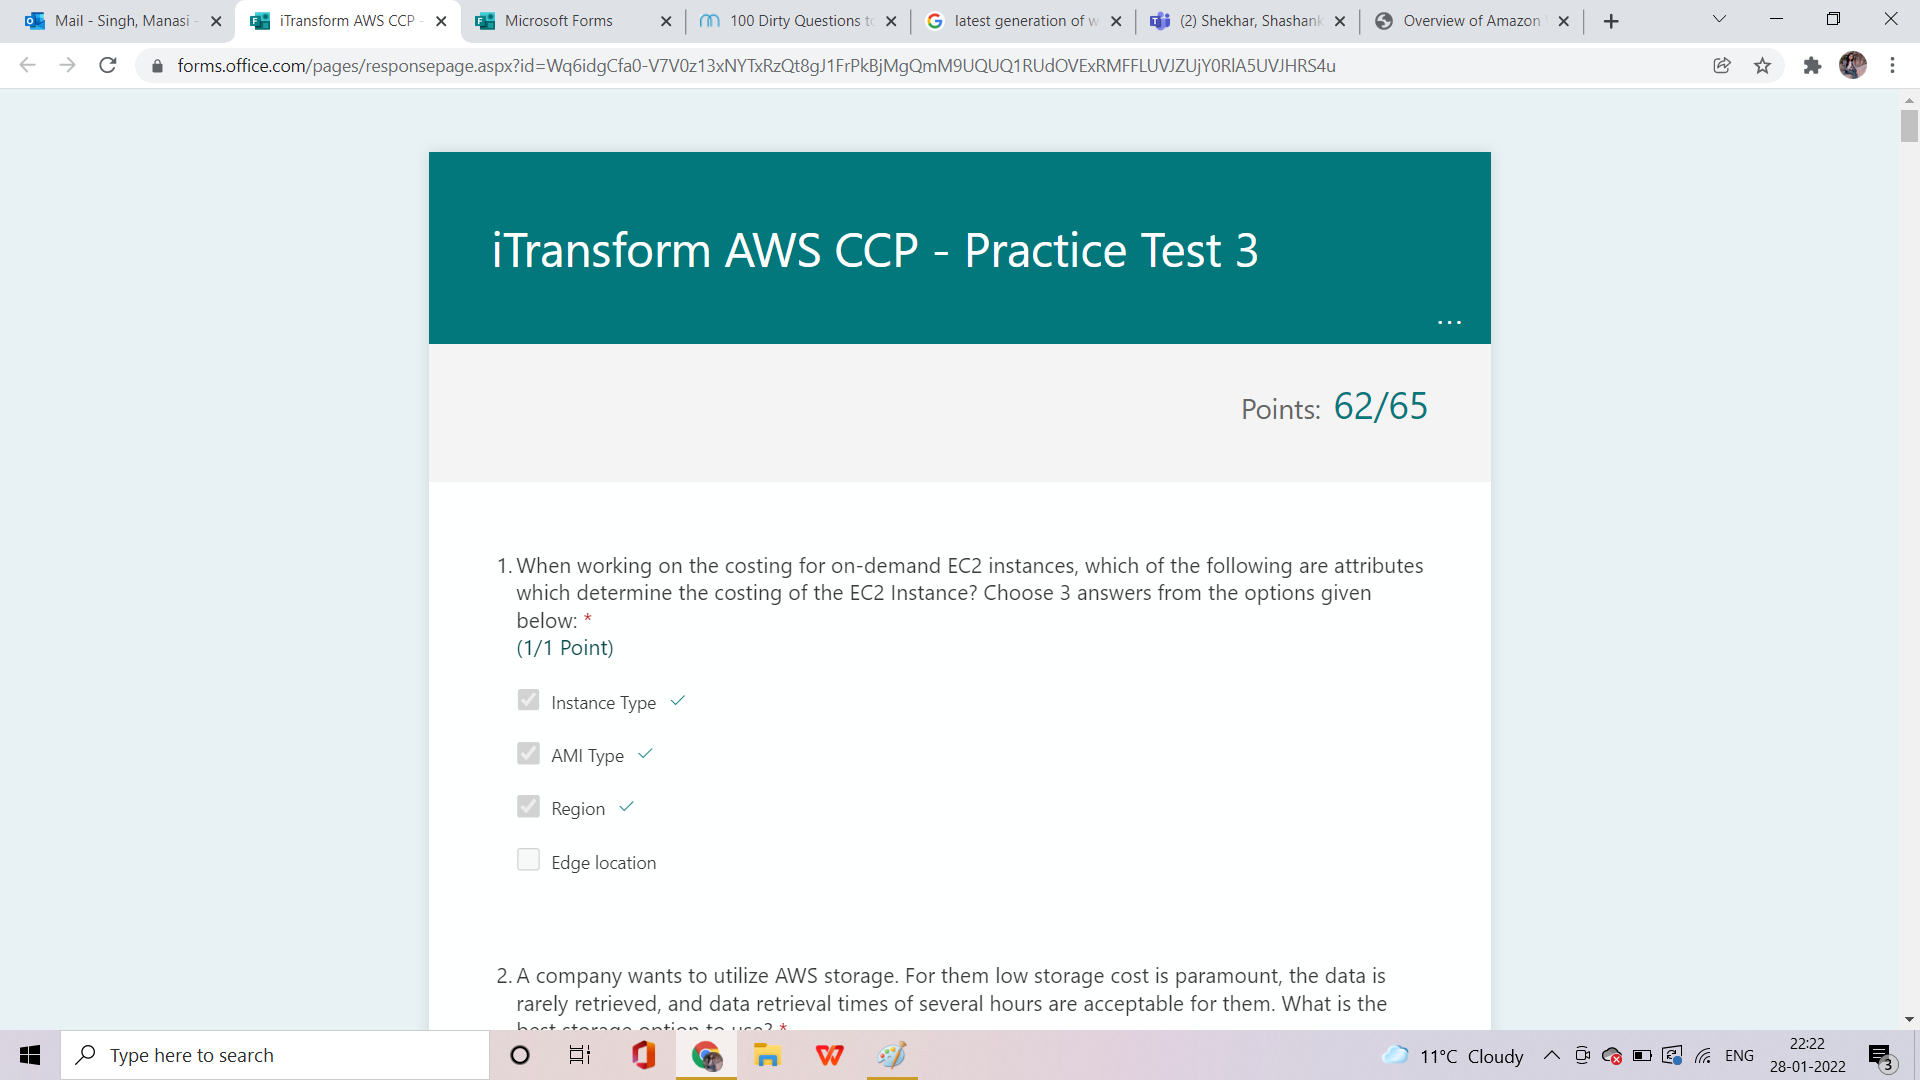 Mail - Singh, Manasi -
iTransform AWS CCP -
Microsoft Forms
100 Dirty Questions to
latest generation of w
(2) Shekhar, Shashank
Overview of Amazon
forms.office.com/pages/responsepage.aspx?id=Wq6idgCfa0-V7V0z13xNYTxRzQt8gJ1FrPkBjMgQmM9UQUQ1RUdOVExRMFFLUVJZUjY0RlA5UVJHRS4u
iTransform AWS CCP - Practice Test 3
...
Points: 62/65
1. When working on the costing for on-demand EC2 instances, which of the following are attributes
which determine the costing of the EC2 Instance? Choose 3 answers from the options given
below: *
(1/1 Point)
Instance Type
AMI Type
Region
Edge location
2. A company wants to utilize AWS storage. For them low storage cost is paramount, the data is
rarely retrieved, and data retrieval times of several hours are acceptable for them. What is the
best storage option to use? *
Type here to search
11°C Cloudy
ENG
22:22
28-01-2022
3